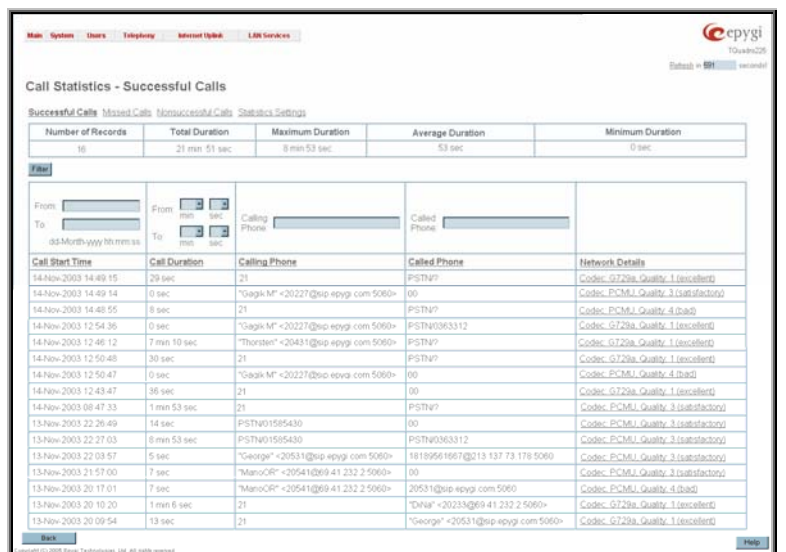 Main System Users Telephony Internet Uplink LAN Services
epygi
TQuadro225
Refresh in 591 seconds!
Call Statistics - Successful Calls
Successful Calls Missed Calls Nonsuccessful Calls Statistics Settings
Number of Records Total Duration Maximum Duration Average Duration Minimum Duration
16 21 min 51 sec 8 min 53 sec 53 sec 0 sec
Filter
From: From: Calling Phone Called Phone
min sec
To: To:
dd-Month-yyyy hh:mm:ss min sec
Call Start Time Call Duration Calling Phone Called Phone Network Details
14-Nov-2003 14:49:15 29 sec 21 PSTN/? Codec: G729a, Quality: 1 (excellent)
14-Nov-2003 14:49:14 0 sec "Gagik M" <20227@sip.epygi.com:5060> 00 Codec: PCMU, Quality: 3 (satisfactory)
14-Nov-2003 14:48:55 8 sec 21 PSTN/? Codec: PCMU, Quality: 4 (bad)
14-Nov-2003 12:54:36 0 sec "Gagik M" <20227@sip.epygi.com:5060> PSTN/0363312 Codec: G729a, Quality: 1 (excellent)
14-Nov-2003 12:46:12 7 min 10 sec "Thorsten" <20431@sip.epygi.com:5060> PSTN/? Codec: G729a, Quality: 1 (excellent)
14-Nov-2003 12:50:48 30 sec 21 PSTN/? Codec: G729a, Quality: 1 (excellent)
14-Nov-2003 12:50:47 0 sec "Gagik M" <20227@sip.epygi.com:5060> 00 Codec: PCMU, Quality: 4 (bad)
14-Nov-2003 12:43:47 36 sec 21 00 Codec: G729a, Quality: 1 (excellent)
14-Nov-2003 08:47:33 1 min 53 sec 21 PSTN/? Codec: PCMU, Quality: 3 (satisfactory)
13-Nov-2003 22:26:49 14 sec PSTN/01585430 00 Codec: PCMU, Quality: 3 (satisfactory)
13-Nov-2003 22:27:03 8 min 53 sec PSTN/01585430 PSTN/0363312 Codec: PCMU, Quality: 3 (satisfactory)
13-Nov-2003 22:03:57 5 sec "George" <20531@sip.epygi.com:5060> 18189561667@213.137.73.178:5060 Codec: PCMU, Quality: 3 (satisfactory)
13-Nov-2003 21:57:00 7 sec "ManoOR" <20541@69.41.232.2:5060> 00 Codec: PCMU, Quality: 3 (satisfactory)
13-Nov-2003 20:17:01 7 sec "ManoOR" <20541@69.41.232.2:5060> 20531@sip.epygi.com:5060 Codec: PCMU, Quality: 4 (bad)
13-Nov-2003 20:10:20 1 min 6 sec 21 "DiNa" <20233@69.41.232.2:5060> Codec: G729a, Quality: 1 (excellent)
13-Nov-2003 20:09:54 13 sec 21 "George" <20531@sip.epygi.com:5060> Codec: G729a, Quality: 1 (excellent)
Back Help
Copyright (C) 2005 Epygi Technologies, Ltd. All rights reserved.